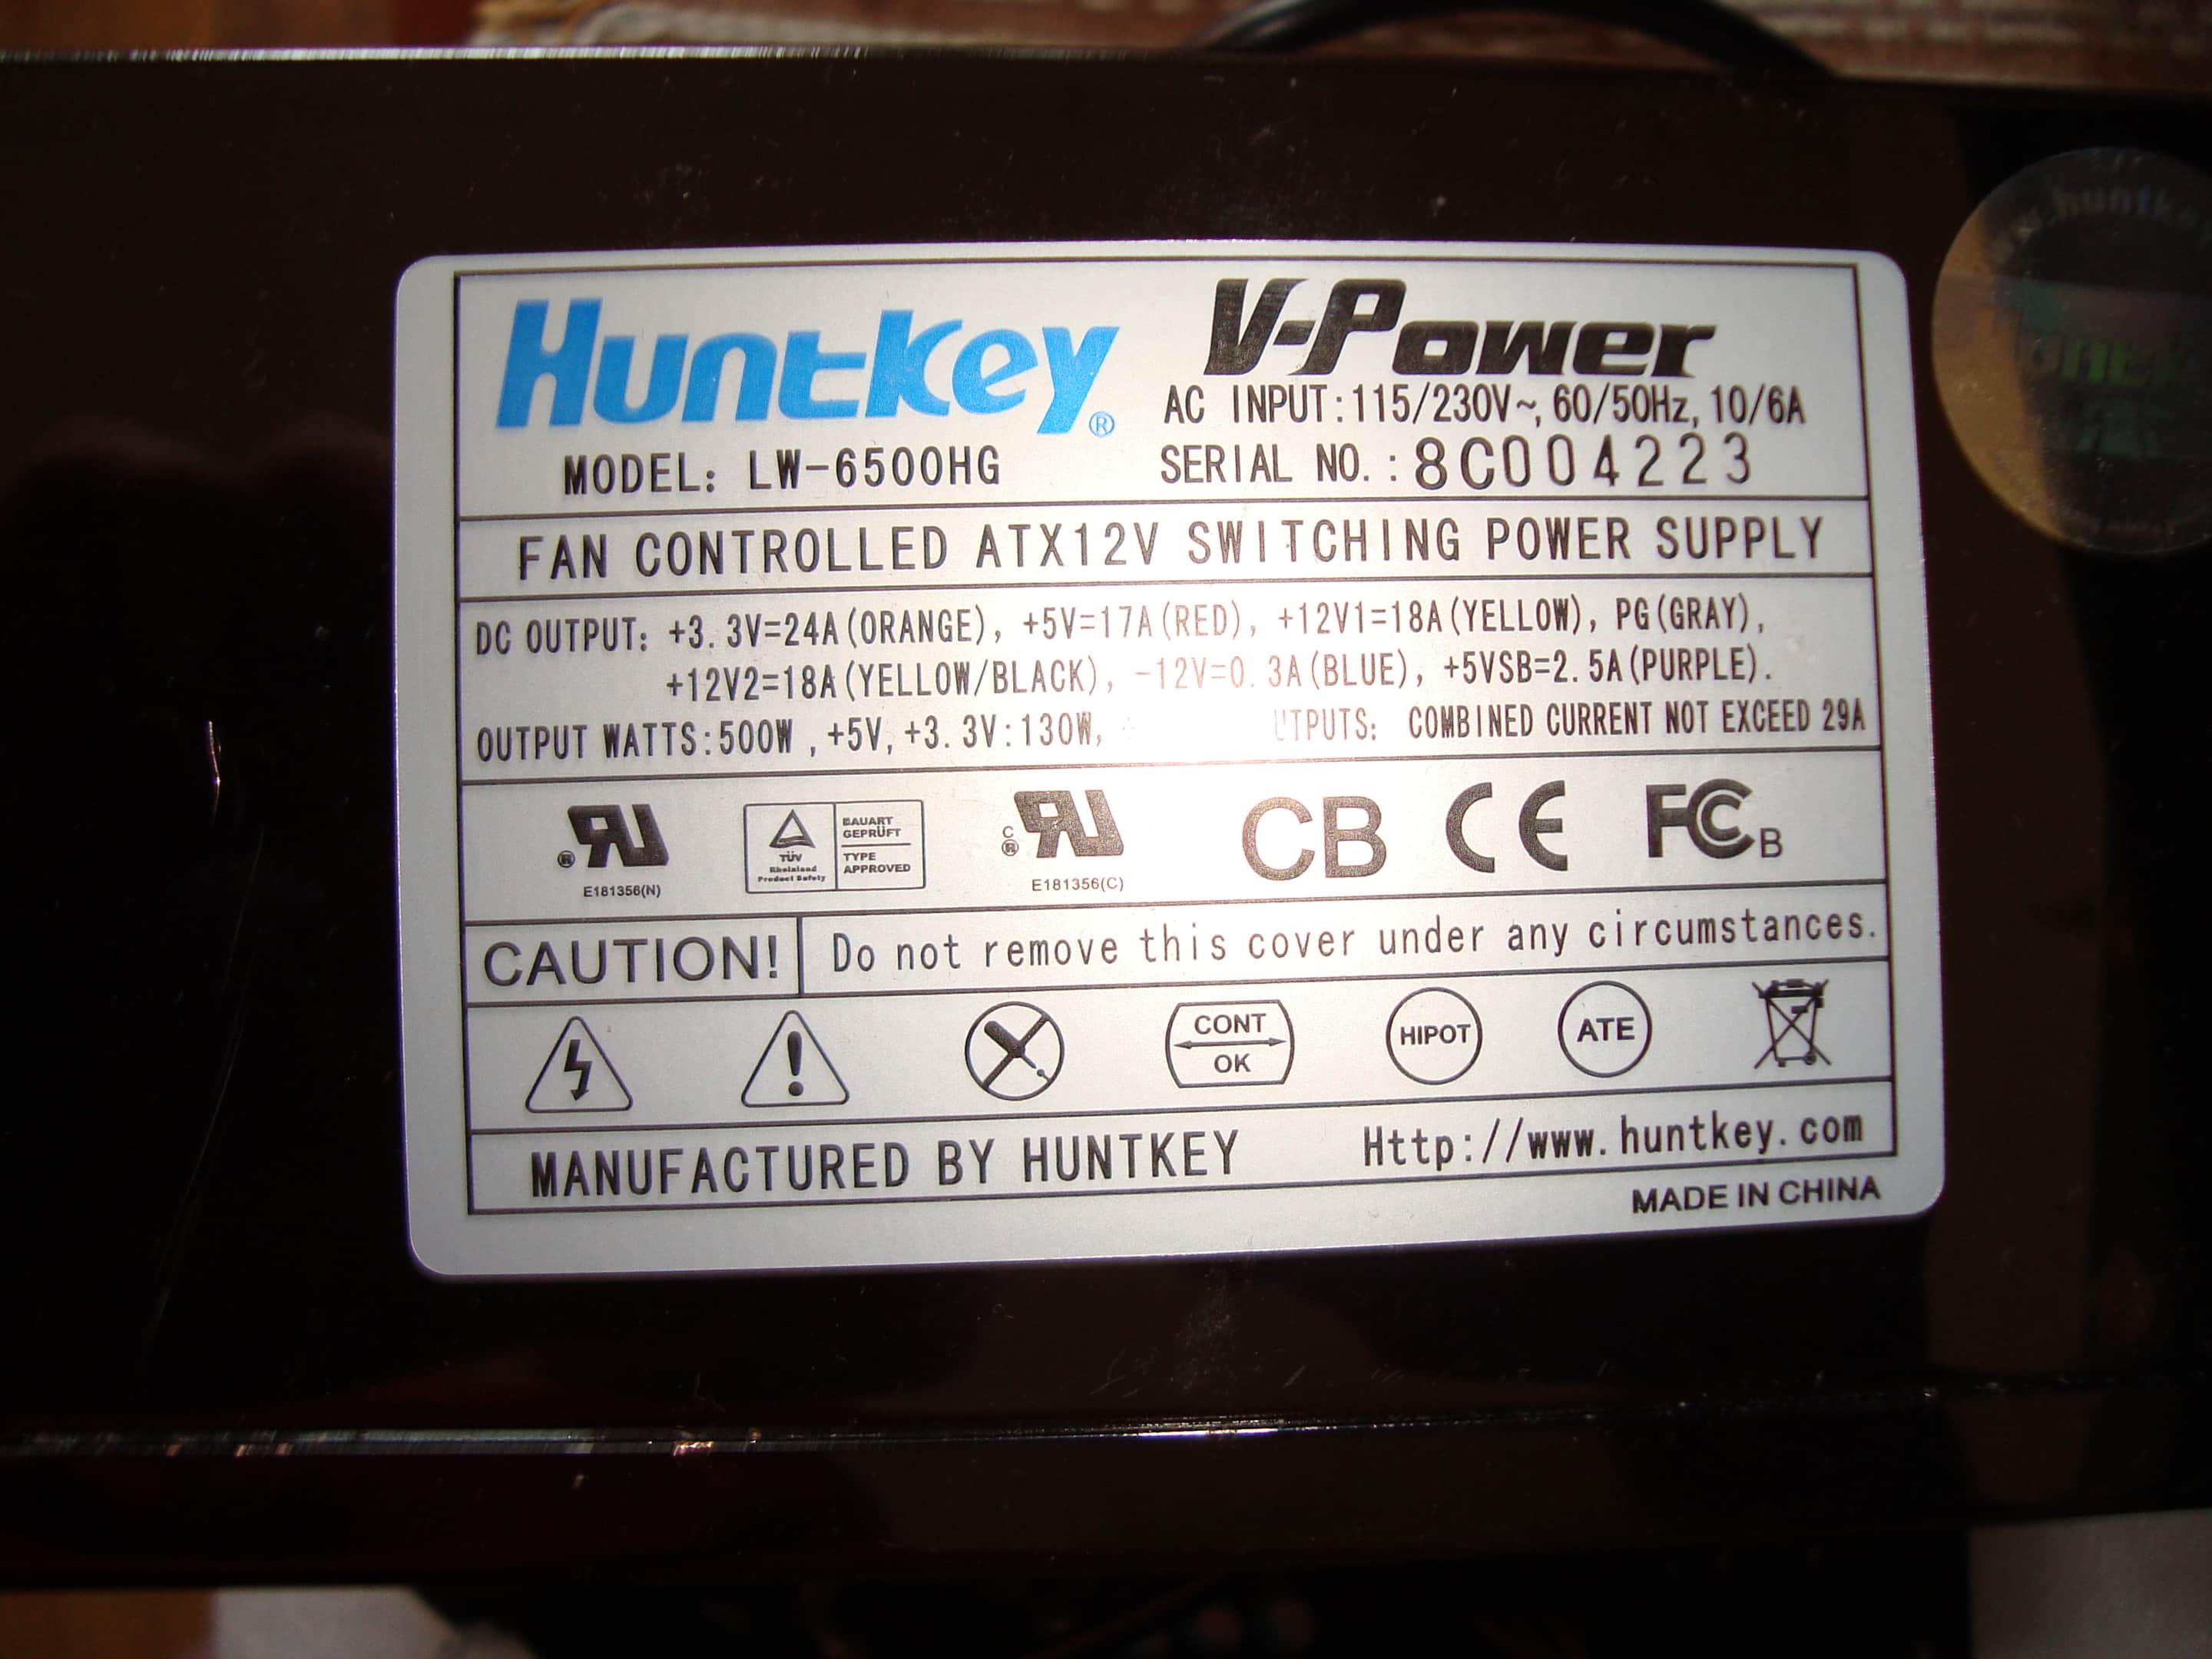 Huntkey®
V-Power
AC INPUT:115/230V~, 60/50Hz, 10/6A
MODEL: LW-6500HG
SERIAL NO.:8C004223
FAN CONTROLLED ATX12V SWITCHING POWER SUPPLY
DC OUTPUT: +3.3V=24A(ORANGE), +5V=17A(RED), +12V1=18A(YELLOW), PG(GRAY),
+12V2=18A(YELLOW/BLACK), -12V=0.3A(BLUE), +5VSB=2.5A(PURPLE).
OUTPUT WATTS:500W ,+5V,+3.3V:130W, COMBINED CURRENT NOT EXCEED 29A
E181356(N)
TÜV
Rheinland
Product Safety
BAUART
GEPRÜFT
TYPE
APPROVED
E181356(C)
CB CE FC B
CAUTION! Do not remove this cover under any circumstances.
CONT
OK
HIPOT
ATE
MANUFACTURED BY HUNTKEY Http://www.huntkey.com
MADE IN CHINA